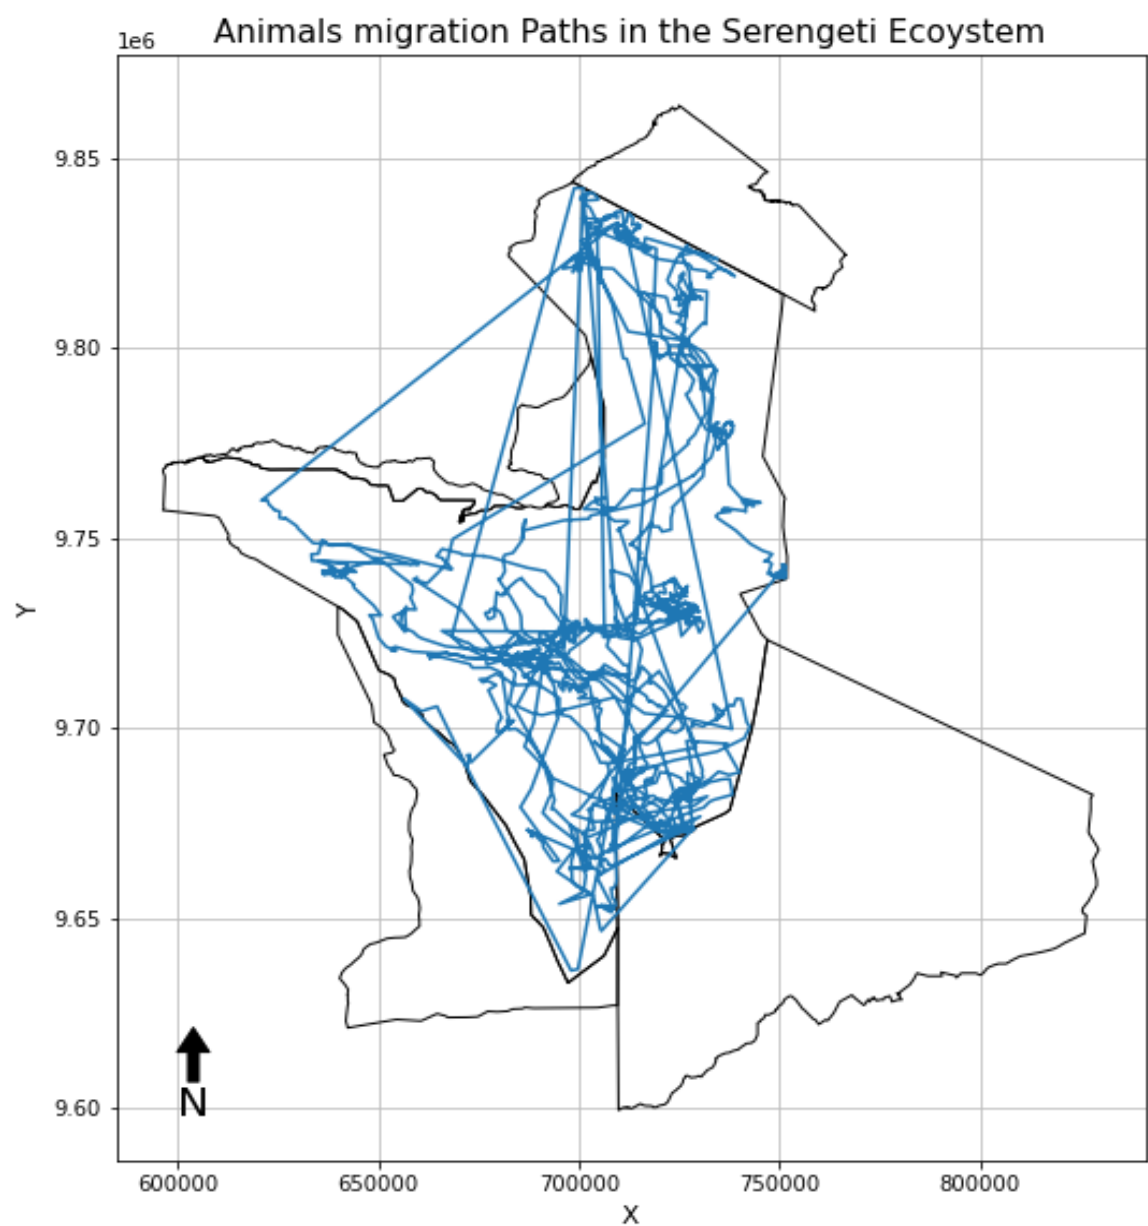 Animals migration Paths in the Serengeti Ecoystem
1e6
9.85
9.80
9.75
9.70
9.65
9.60
Y
N
600000 650000 700000 750000 800000
X